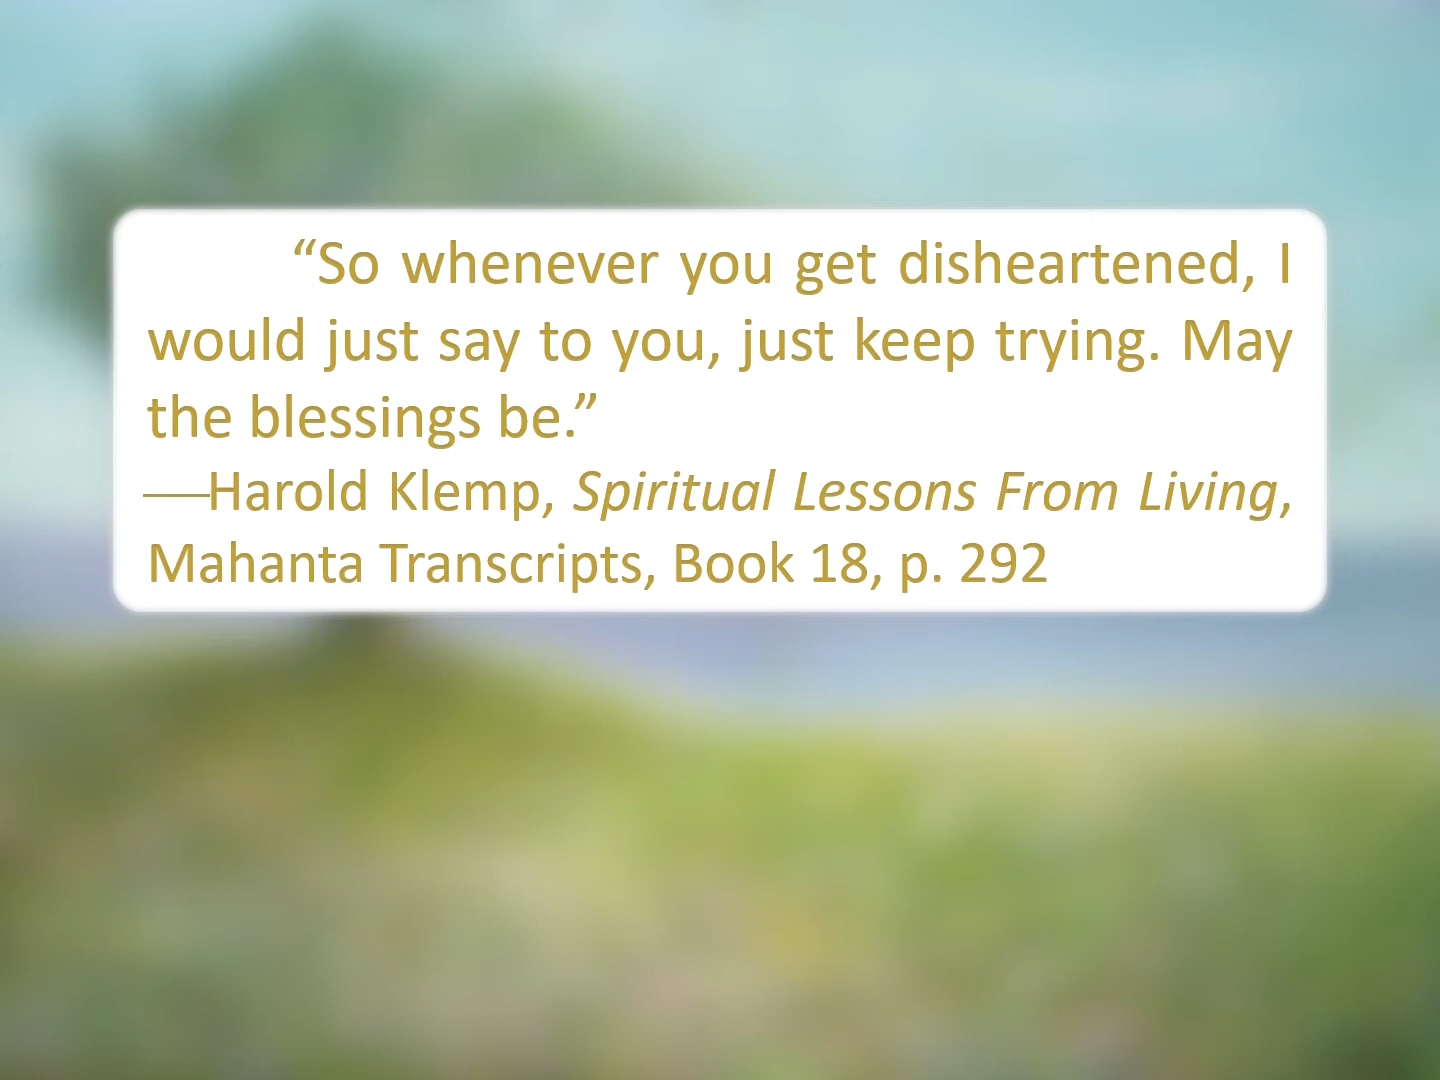 “So whenever you get disheartened, I
would just say to you, just keep trying. May
the blessings be.”
—Harold Klemp, Spiritual Lessons From Living,
Mahanta Transcripts, Book 18, p. 292